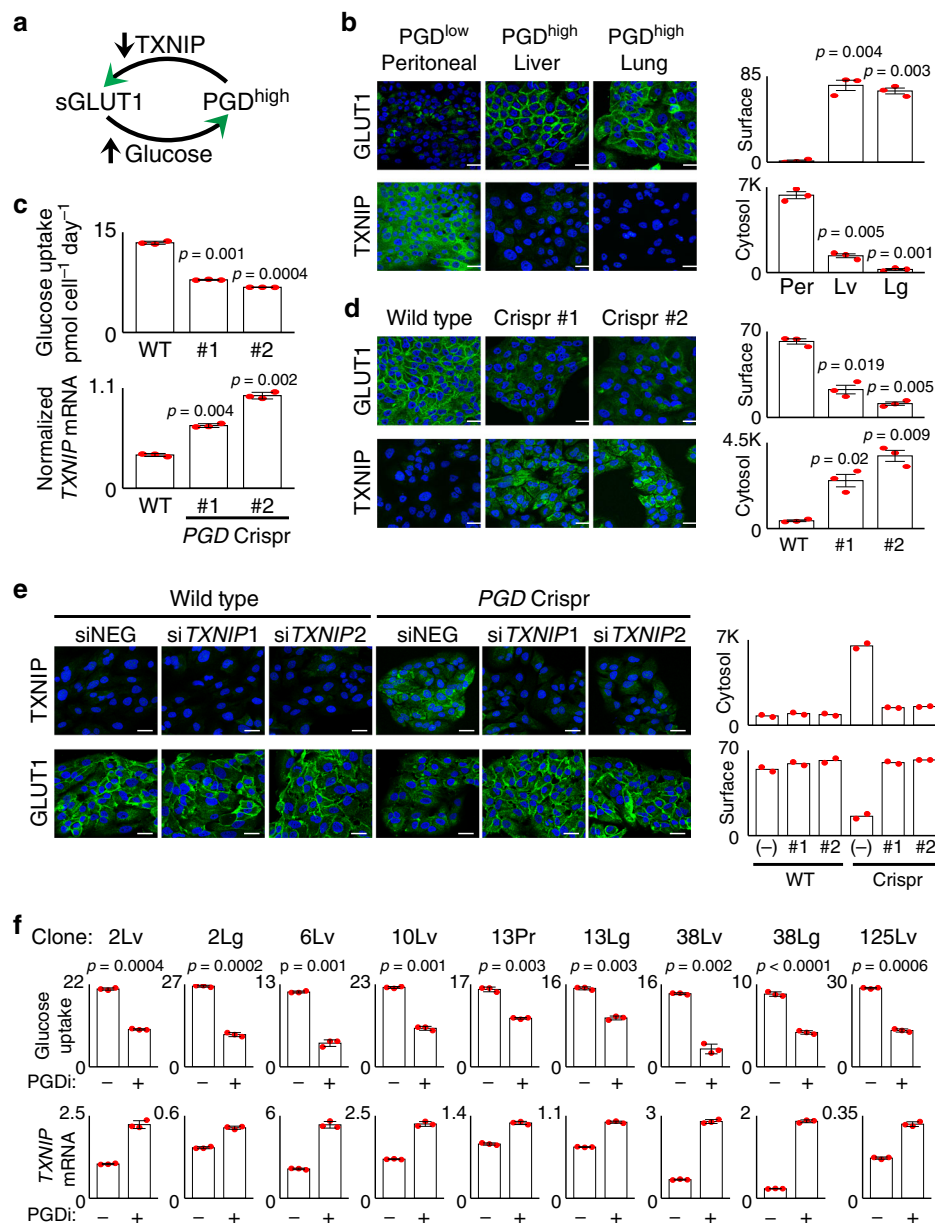 a
↓ TXNIP
sGLUT1 PGDhigh
↑ Glucose
b
PGDlow PGDhigh PGDhigh
Peritoneal Liver Lung
GLUT1
TXNIP
85
Surface
0
p = 0.004
p = 0.003
7K
Cytosol
0
p = 0.005
p = 0.001
Per Lv Lg
c
15
Glucose uptake
pmol cell–1 day–1
0
p = 0.001
p = 0.0004
WT #1 #2
1.1
Normalized
TXNIP mRNA
0
p = 0.004
p = 0.002
WT #1 #2
PGD Crispr
d
Wild type Crispr #1 Crispr #2
GLUT1
TXNIP
70
Surface
0
p = 0.019
p = 0.005
4.5K
Cytosol
0
p = 0.02
p = 0.009
WT #1 #2
e
Wild type PGD Crispr
siNEG siTXNIP1 siTXNIP2 siNEG siTXNIP1 siTXNIP2
TXNIP
GLUT1
7K
Cytosol
0
70
Surface
0
(–) #1 #2 (–) #1 #2
WT Crispr
f
Clone: 2Lv 2Lg 6Lv 10Lv 13Pr 13Lg 38Lv 38Lg 125Lv
p = 0.0004 p = 0.0002 p = 0.001 p = 0.001 p = 0.003 p = 0.003 p = 0.002 p < 0.0001 p = 0.0006
22 27 13 23 17 16 16 10 30
Glucose
uptake
0 0 0 0 0 0 0 0 0
PGDi: – + – + – + – + – + – + – + – + – +
2.5 0.6 6 2.5 1.4 1.1 3 2 0.35
TXNIP
mRNA
0 0 0 0 0 0 0 0 0
PGDi: – + – + – + – + – + – + – + – + – +